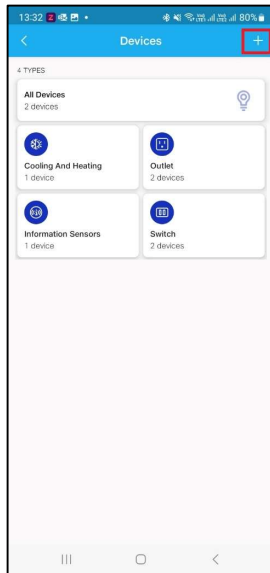 13:32
80%
Devices
4 TYPES
All Devices
2 devices
Cooling And Heating
1 device
Outlet
2 devices
Information Sensors
1 device
Switch
2 devices